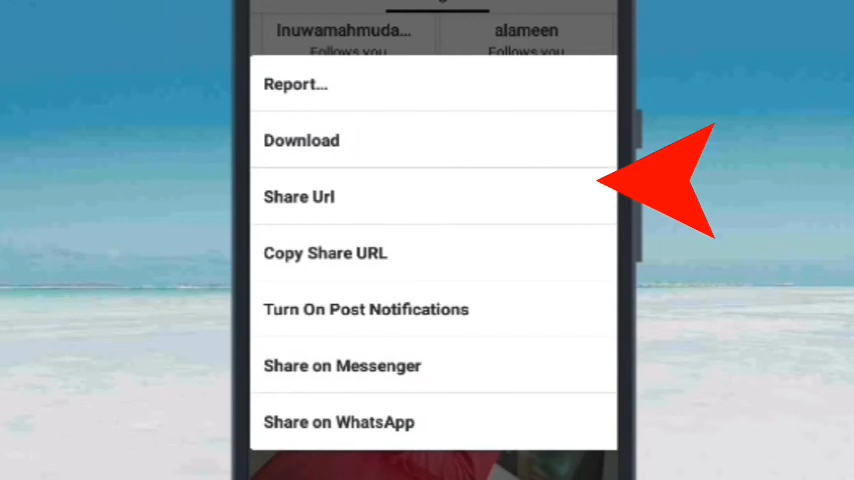 Inuwamahmuda... alameen
Follows you Follows you
Report...
Download
Share Url
Copy Share URL
Turn On Post Notifications
Share on Messenger
Share on WhatsApp